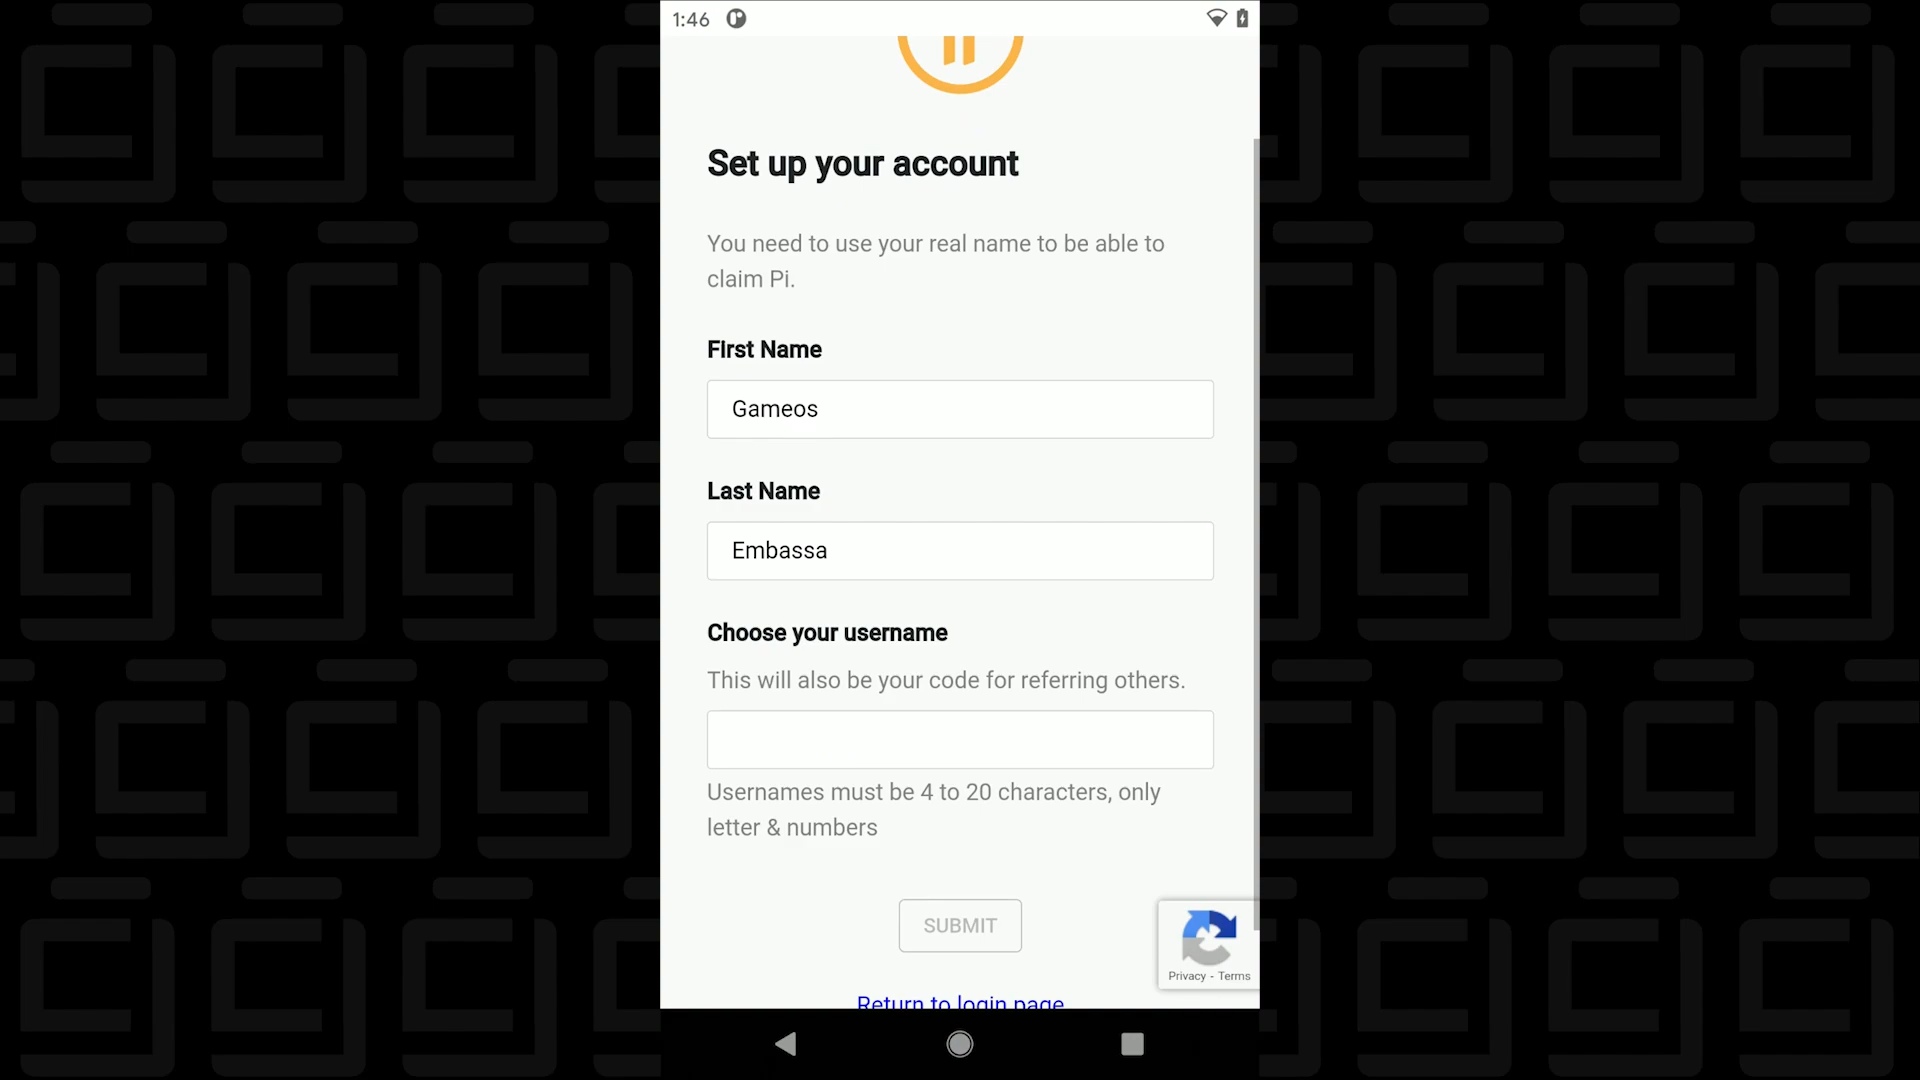 1:46
Set up your account
You need to use your real name to be able to
claim Pi.
First Name
Gameos
Last Name
Embassa
Choose your username
This will also be your code for referring others.
Usernames must be 4 to 20 characters, only
letter & numbers
SUBMIT
Privacy - Terms
Return to login page